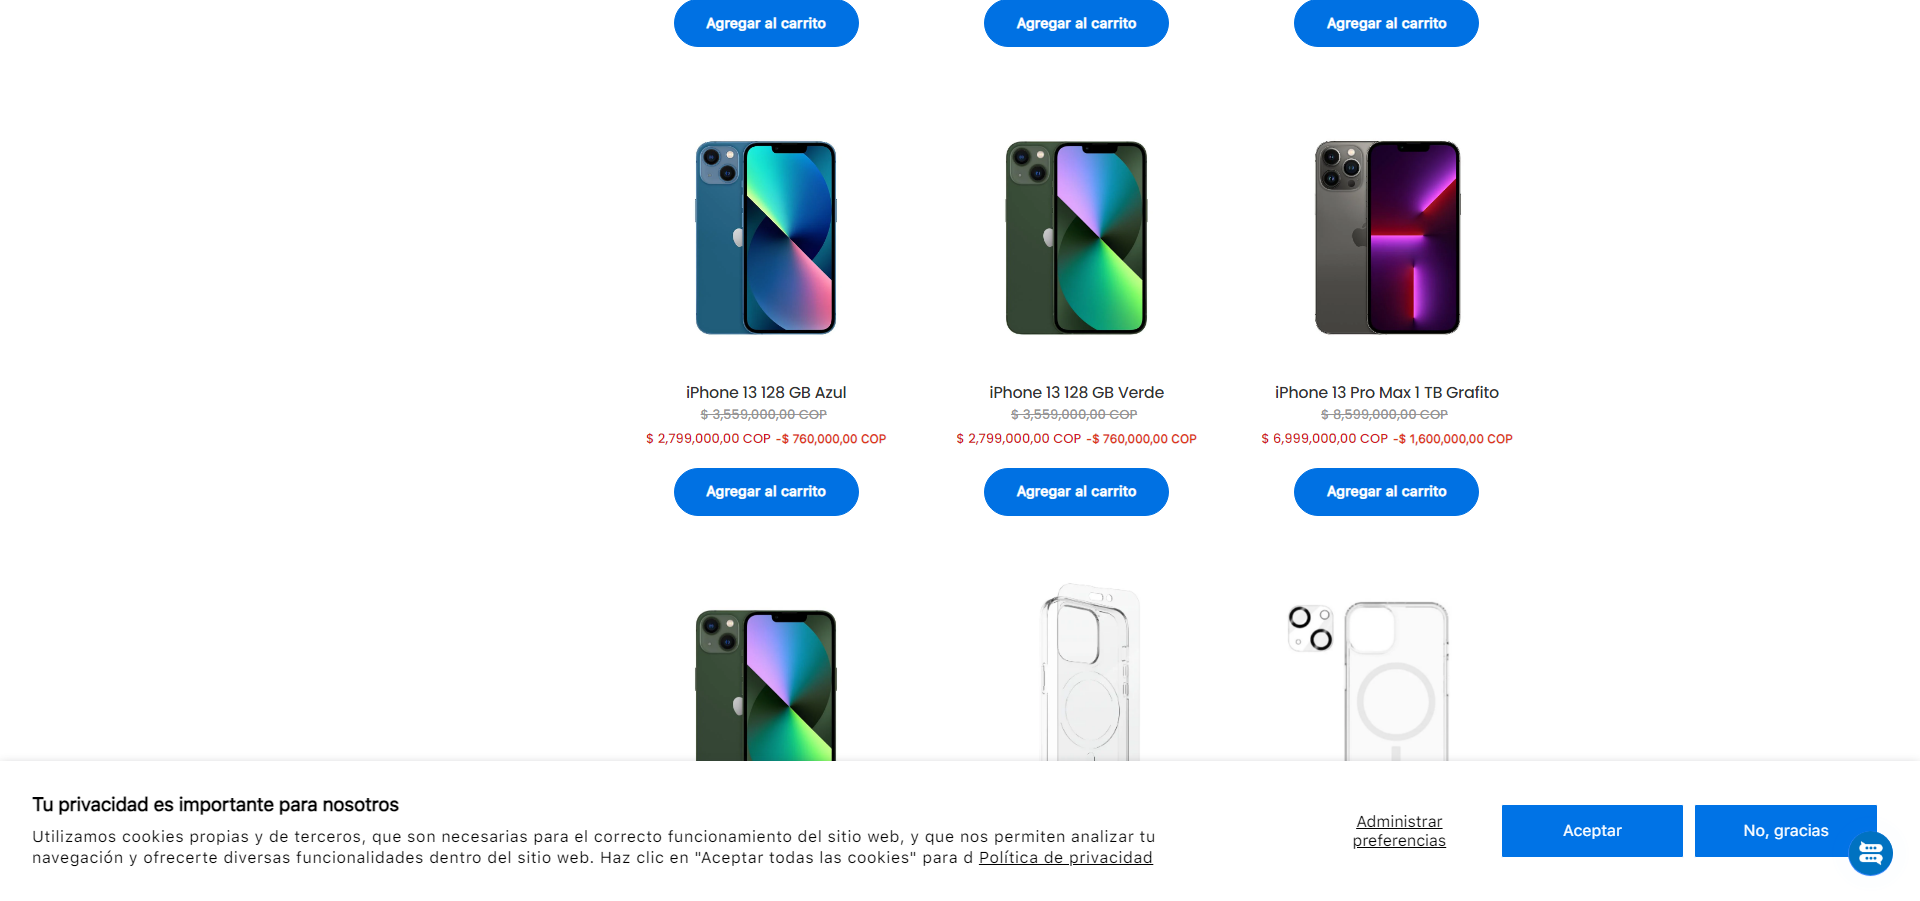 Agregar al carrito
Agregar al carrito
Agregar al carrito
iPhone 13 128 GB Azul
$ 3,559,000,00 COP
$ 2,799,000,00 COP -$ 760,000,00 COP
Agregar al carrito
iPhone 13 128 GB Verde
$ 3,559,000,00 COP
$ 2,799,000,00 COP -$ 760,000,00 COP
Agregar al carrito
iPhone 13 Pro Max 1 TB Grafito
$ 8,599,000,00 COP
$ 6,999,000,00 COP -$ 1,600,000,00 COP
Agregar al carrito
Tu privacidad es importante para nosotros
Utilizamos cookies propias y de terceros, que son necesarias para el correcto funcionamiento del sitio web, y que nos permiten analizar tu
navegación y ofrecerte diversas funcionalidades dentro del sitio web. Haz clic en "Aceptar todas las cookies" para d Política de privacidad
Administrar
preferencias
Aceptar
No, gracias